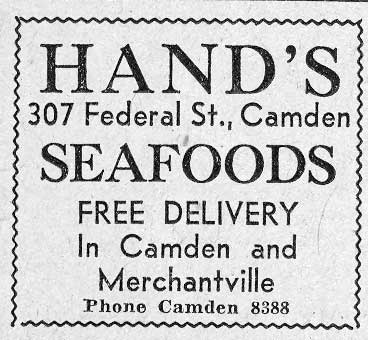 HAND'S
307 Federal St., Camden
SEAFOODS
FREE DELIVERY
In Camden and
Merchantville
Phone Camden 8388